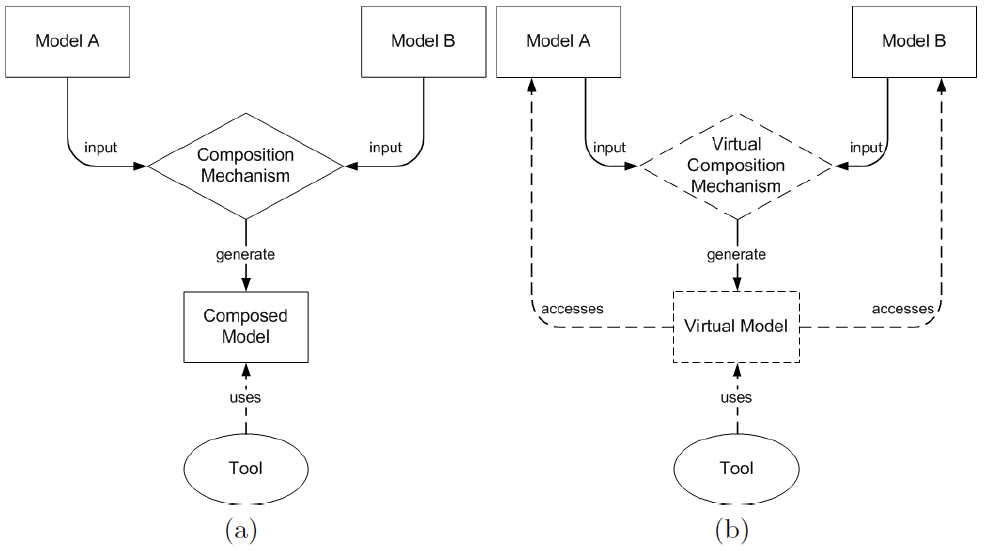 Model A
Model B
input
input
Composition
Mechanism
generate
Composed
Model
uses
Tool
(a)
Model A
Model B
input
input
Virtual
Composition
Mechanism
generate
accesses
accesses
Virtual Model
uses
Tool
(b)